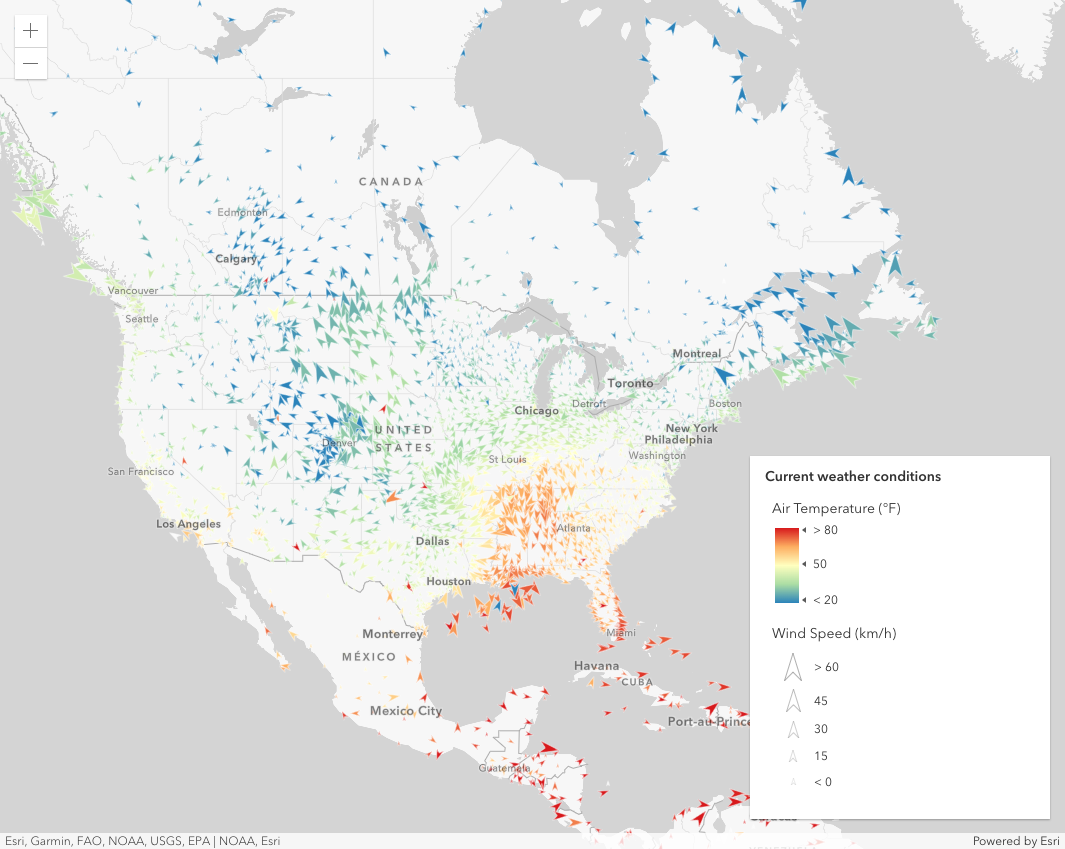 CANADA
Edmonton
Calgary
Vancouver
Seattle
Montreal
Toronto
Boston
Detroit
Chicago
New York
UNITED
STATES
Philadelphia
Denver
Washington
St Louis
San Francisco
Los Angeles
Atlanta
Dallas
Houston
Monterrey
Miami
MÉXICO
Havana
CUBA
Mexico City
Port-au-Prince
Guatemala
Current weather conditions
Air Temperature (°F)
> 80
50
< 20
Wind Speed (km/h)
> 60
45
30
15
< 0
Esri, Garmin, FAO, NOAA, USGS, EPA | NOAA, Esri
Powered by Esri